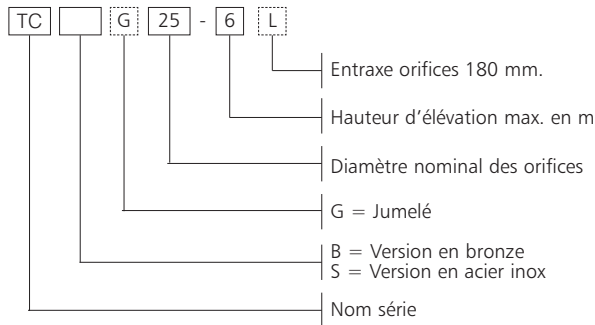 TC G 25 - 6 L
Entraxe orifices 180 mm.
Hauteur d'élévation max. en m
Diamètre nominal des orifices
G = Jumelé
B = Version en bronze
S = Version en acier inox
Nom série